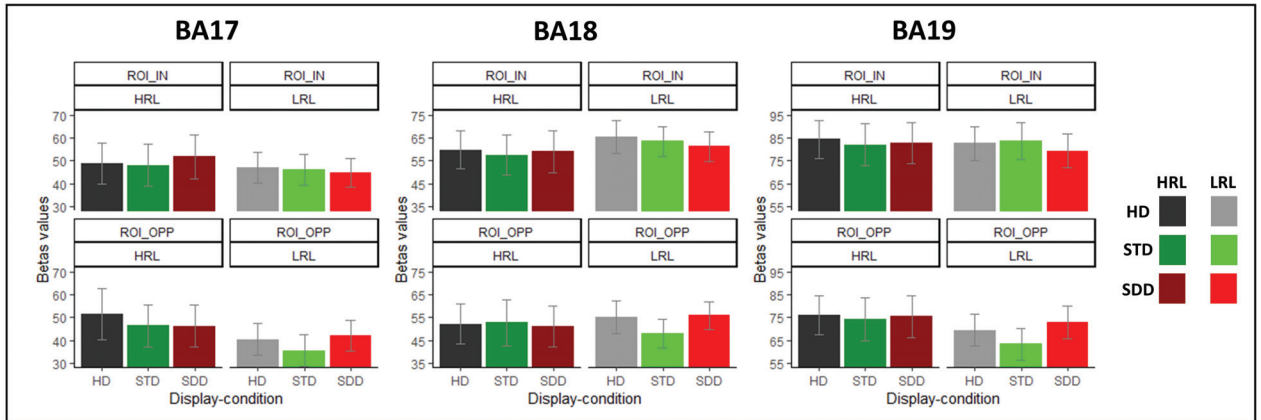 BA17 BA18 BA19
ROI_IN ROI_IN ROI_IN ROI_IN ROI_IN ROI_IN
HRL LRL HRL LRL HRL LRL
70 75 95
60 65 85
50 55 75
40 45 65
30 35 55
HRL LRL
HD
STD
SDD
Betas values Betas values Betas values
ROI_OPP ROI_OPP ROI_OPP ROI_OPP ROI_OPP ROI_OPP
HRL LRL HRL LRL HRL LRL
70 75 95
60 65 85
50 55 75
40 45 65
30 35 55
HD STD SDD HD STD SDD HD STD SDD HD STD SDD HD STD SDD HD STD SDD
Display-condition Display-condition Display-condition